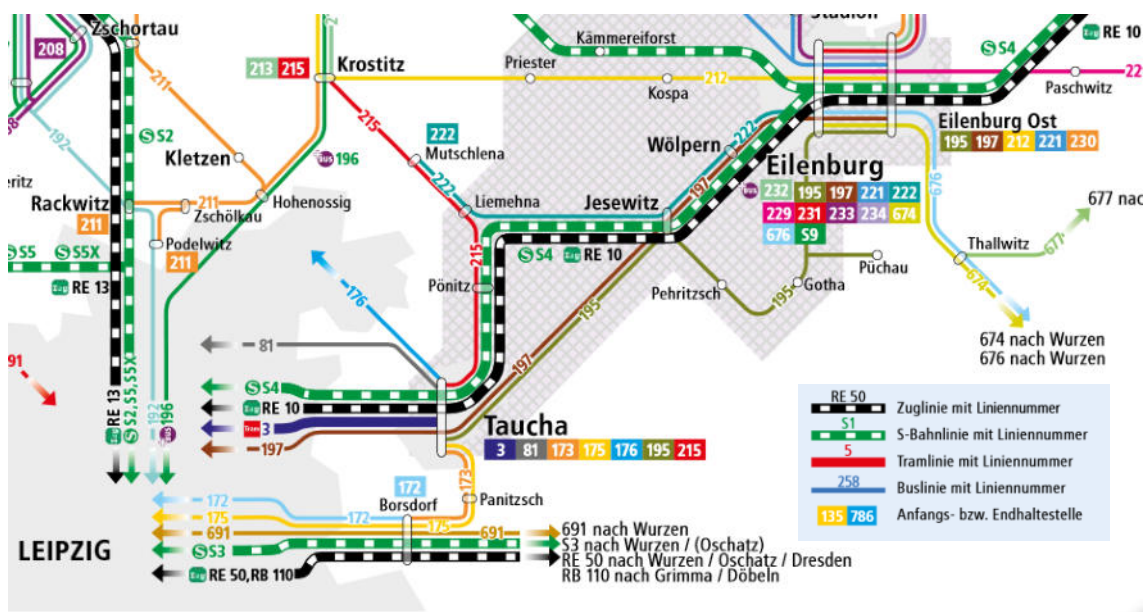 Stadion
Zschortau
208
Kämmereiforst
S S4
RE 10
213 215
Krostitz
2
Priester
212
Kospa
Paschwitz
22
211
215
192
S S2
222
Mutschlena
Wölpern
222
Eilenburg Ost
195 197 212 221 230
Kletzen
BUS 196
Eilenburg
BUS 232 195 197 221 222
229 231 233 234 674
676 S9
676
677 nac
Rackwitz
211
211
Zschölkau
Hohenossig
222
Liemehna
Jesewitz
197
Podelwitz
211
S5 S S5X
RE 13
215
S S4
RE 10
Thallwitz
677
176
Pönitz
Pehritzsch
195
Gotha
Püchau
674
195
674 nach Wurzen
676 nach Wurzen
81
197
91
S S4
RE 10
Tram 3
197
Taucha
3 81 173 175 176 195 215
RE 13
S S2, S5, S5X
192
BUS 196
RE 50
Zuglinie mit Liniennummer
S1
S-Bahnlinie mit Liniennummer
5
Tramlinie mit Liniennummer
258
Buslinie mit Liniennummer
135 786
Anfangs- bzw. Endhaltestelle
172
Borsdorf
173
Panitzsch
172
172
175
175
691
691
691 nach Wurzen
LEIPZIG
S S3
S3 nach Wurzen / (Oschatz)
RE 50, RB 110
RE 50 nach Wurzen / Oschatz / Dresden
RB 110 nach Grimma / Döbeln